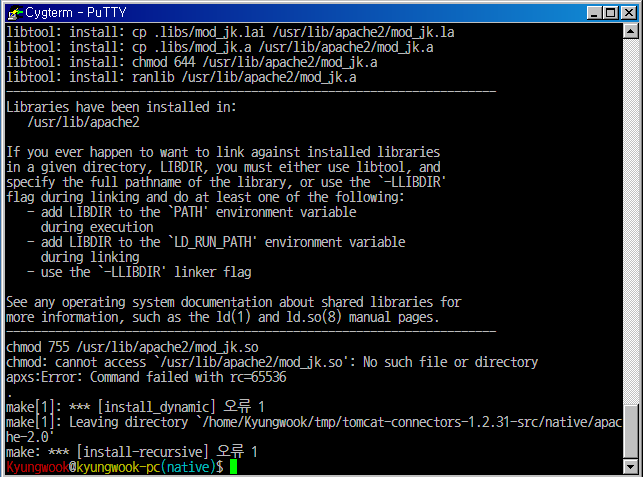 Cygterm - PuTTY
libtool: install: cp .libs/mod_jk.lai /usr/lib/apache2/mod_jk.la
libtool: install: cp .libs/mod_jk.a /usr/lib/apache2/mod_jk.a
libtool: install: chmod 644 /usr/lib/apache2/mod_jk.a
libtool: install: ranlib /usr/lib/apache2/mod_jk.a
----------------------------------------------------------------------
Libraries have been installed in:
   /usr/lib/apache2

If you ever happen to want to link against installed libraries
in a given directory, LIBDIR, you must either use libtool, and
specify the full pathname of the library, or use the `-LLIBDIR'
flag during linking and do at least one of the following:
   - add LIBDIR to the `PATH' environment variable
     during execution
   - add LIBDIR to the `LD_RUN_PATH' environment variable
     during linking
   - use the `-LLIBDIR' linker flag

See any operating system documentation about shared libraries for
more information, such as the ld(1) and ld.so(8) manual pages.
----------------------------------------------------------------------
chmod 755 /usr/lib/apache2/mod_jk.so
chmod: cannot access `/usr/lib/apache2/mod_jk.so': No such file or directory
apxs:Error: Command failed with rc=65536
.
make[1]: *** [install_dynamic] 오류 1
make[1]: Leaving directory `/home/Kyungwook/tmp/tomcat-connectors-1.2.31-src/native/apac
he-2.0'
make: *** [install-recursive] 오류 1
Kyungwook@kyungwook-pc(native)$